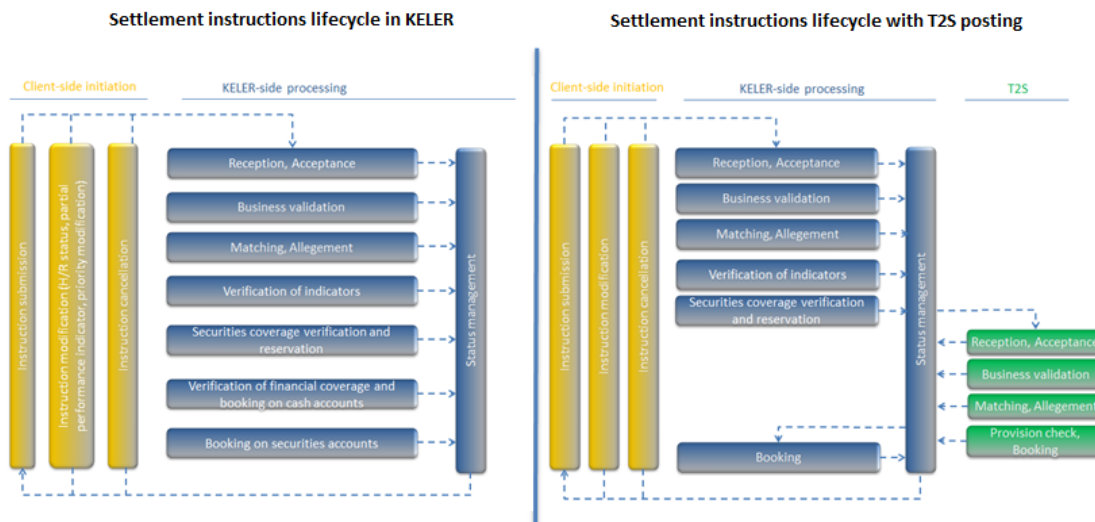 Settlement instructions lifecycle in KELER
Client-side initiation
KELER-side processing
Instruction submission
Instruction modification (H/R status, partial
performance indicator, priority modification)
Instruction cancellation
Reception, Acceptance
Business validation
Matching, Allegement
Verification of indicators
Securities coverage verification and
reservation
Verification of financial coverage and
booking on cash accounts
Booking on securities accounts
Status management
Settlement instructions lifecycle with T2S posting
Client-side initiation
KELER-side processing
T2S
Instruction submission
Instruction modification
Instruction cancellation
Reception, Acceptance
Business validation
Matching, Allegement
Verification of indicators
Securities coverage verification
and reservation
Booking
Status management
Reception, Acceptance
Business validation
Matching, Allegement
Provision check,
Booking